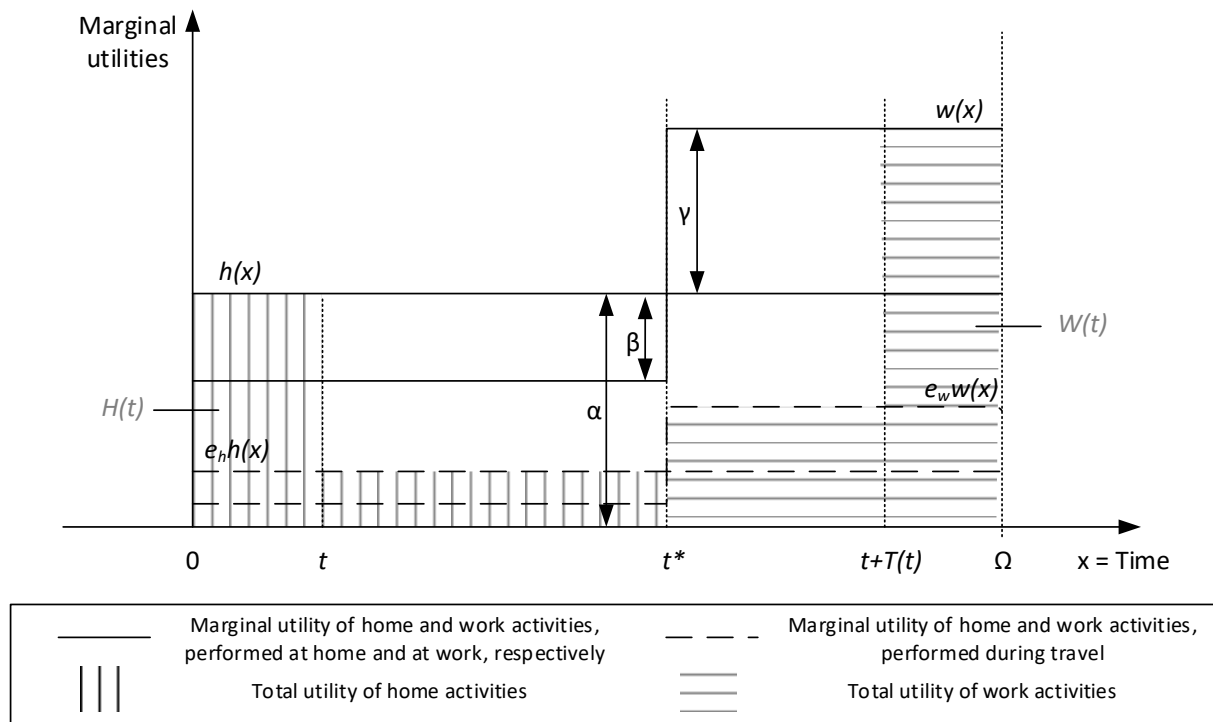 Marginal
utilities
w(x)
γ
h(x)
β
W(t)
α
H(t)
e_w w(x)
e_h h(x)
0
t
t*
t+T(t)
Ω
x = Time
Marginal utility of home and work activities,
performed at home and at work, respectively
Marginal utility of home and work activities,
performed during travel
Total utility of home activities
Total utility of work activities